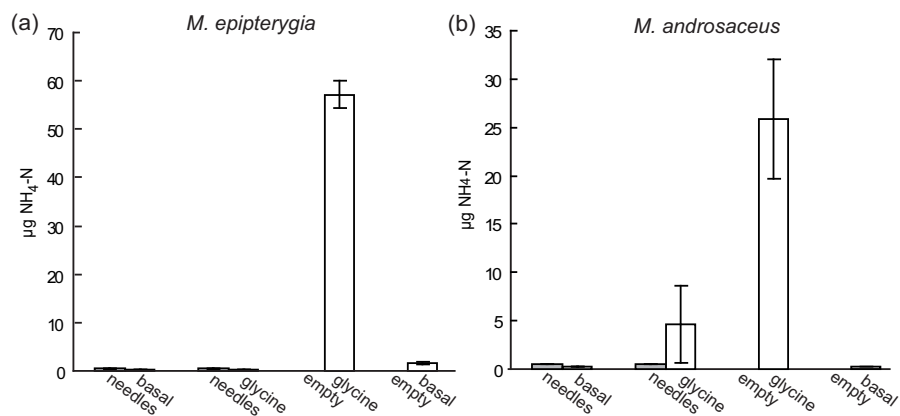 (a)
M. epipterygia
µg NH₄-N
70
60
50
40
30
20
10
0
needles basal
needles glycine
empty glycine
empty basal
(b)
M. androsaceus
µg NH4-N
35
30
25
20
15
10
5
0
needles basal
needles glycine
empty glycine
empty basal